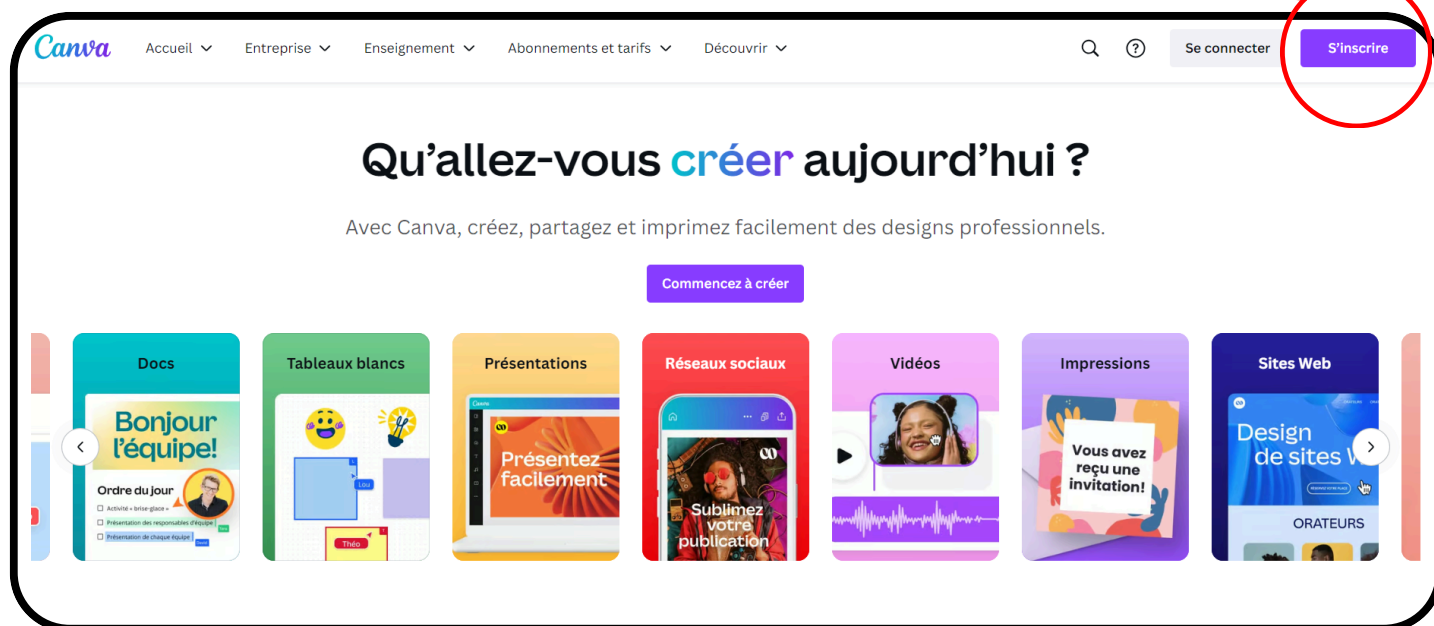 Canva Accueil Entreprise Enseignement Abonnements et tarifs Découvrir ? Se connecter S'inscrire
Qu'allez-vous créer aujourd'hui ?
Avec Canva, créez, partagez et imprimez facilement des designs professionnels.
Commencez à créer
Docs
Bonjour
l'équipe!
Ordre du jour
Activité « brise-glace »
Présentation des responsables d'équipe
Présentation de chaque équipe
Tableaux blancs
Lou
Théo
Présentations
Canva
Présentez
facilement
Réseaux sociaux
Sublimez
votre
publication
Vidéos
Impressions
Vous avez
reçu une
invitation!
Sites Web
Design
de sites
ORATEURS